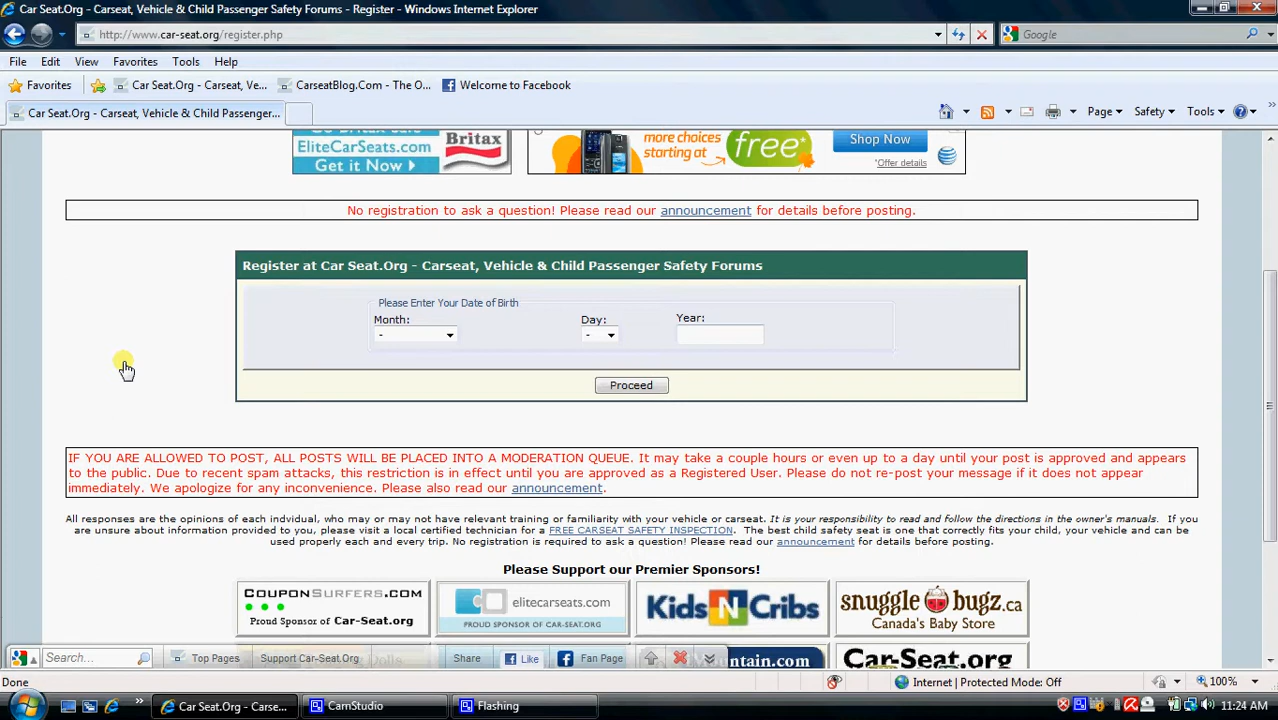 Car Seat.Org - Carseat, Vehicle & Child Passenger Safety Forums - Register - Windows Internet Explorer
http://www.car-seat.org/register.php
Google
File Edit View Favorites Tools Help
Favorites Car Seat.Org - Carseat, Ve... CarseatBlog.Com - The O... Welcome to Facebook
Car Seat.Org - Carseat, Vehicle & Child Passenger... Page Safety Tools
EliteCarSeats.com
Get it Now
Britax
more choices
starting at free*
Shop Now
*Offer details
at&t
No registration to ask a question! Please read our announcement for details before posting.
Register at Car Seat.Org - Carseat, Vehicle & Child Passenger Safety Forums
Please Enter Your Date of Birth
Month: Day: Year:
- -
Proceed
IF YOU ARE ALLOWED TO POST, ALL POSTS WILL BE PLACED INTO A MODERATION QUEUE. It may take a couple hours or even up to a day until your post is approved and appears
to the public. Due to recent spam attacks, this restriction is in effect until you are approved as a Registered User. Please do not re-post your message if it does not appear
immediately. We apologize for any inconvenience. Please also read our announcement.
All responses are the opinions of each indvidual, who may or may not have relevant training or familiarity with your vehicle or carseat. It is your responsibility to read and follow the directions in the owner's manuals. If you
are unsure about information provided to you, please visit a local certified technician for a FREE CARSEAT SAFETY INSPECTION. The best child safety seat is one that correctly fits your child, your vehicle and can be
used properly each and every trip. No registration is required to ask a question! Please read our announcement for details before posting.
Please Support our Premier Sponsors!
COUPONSURFERS.COM
Proud Sponsor of Car-Seat.org
elitecarseats.com
PROUD SPONSOR OF CAR-SEAT.ORG
Kids N Cribs
snuggle bugz.ca
Canada's Baby Store
Search... Top Pages Support Car-Seat.Org Share Like Fan Page
ountain.com
Car-Seat.org
Done Internet | Protected Mode: Off 100%
Car Seat.Org - Carse... CamStudio Flashing 11:24 AM